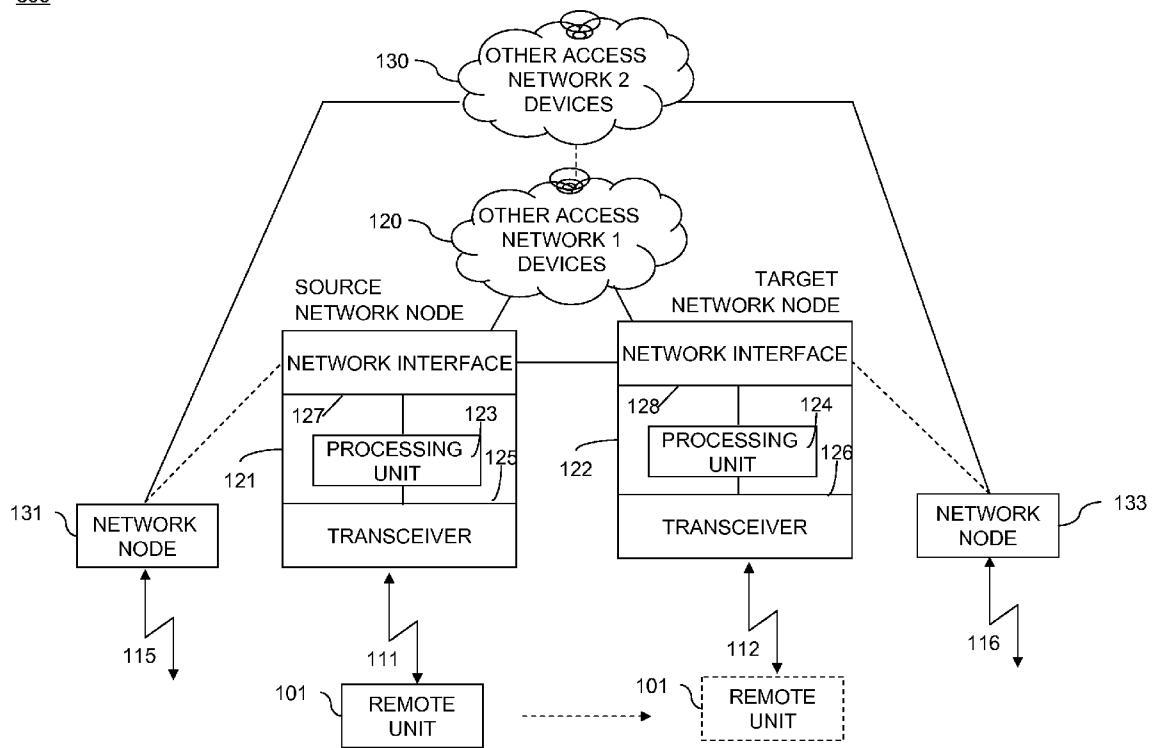 OTHER ACCESS
NETWORK 2
DEVICES
130
OTHER ACCESS
NETWORK 1
DEVICES
120
SOURCE
NETWORK NODE
TARGET
NETWORK NODE
NETWORK INTERFACE
NETWORK INTERFACE
127
123
128
124
PROCESSING
UNIT
PROCESSING
UNIT
121
125
122
126
131
NETWORK
NODE
TRANSCEIVER
TRANSCEIVER
NETWORK
NODE
133
115
111
112
116
101
REMOTE
UNIT
101
REMOTE
UNIT